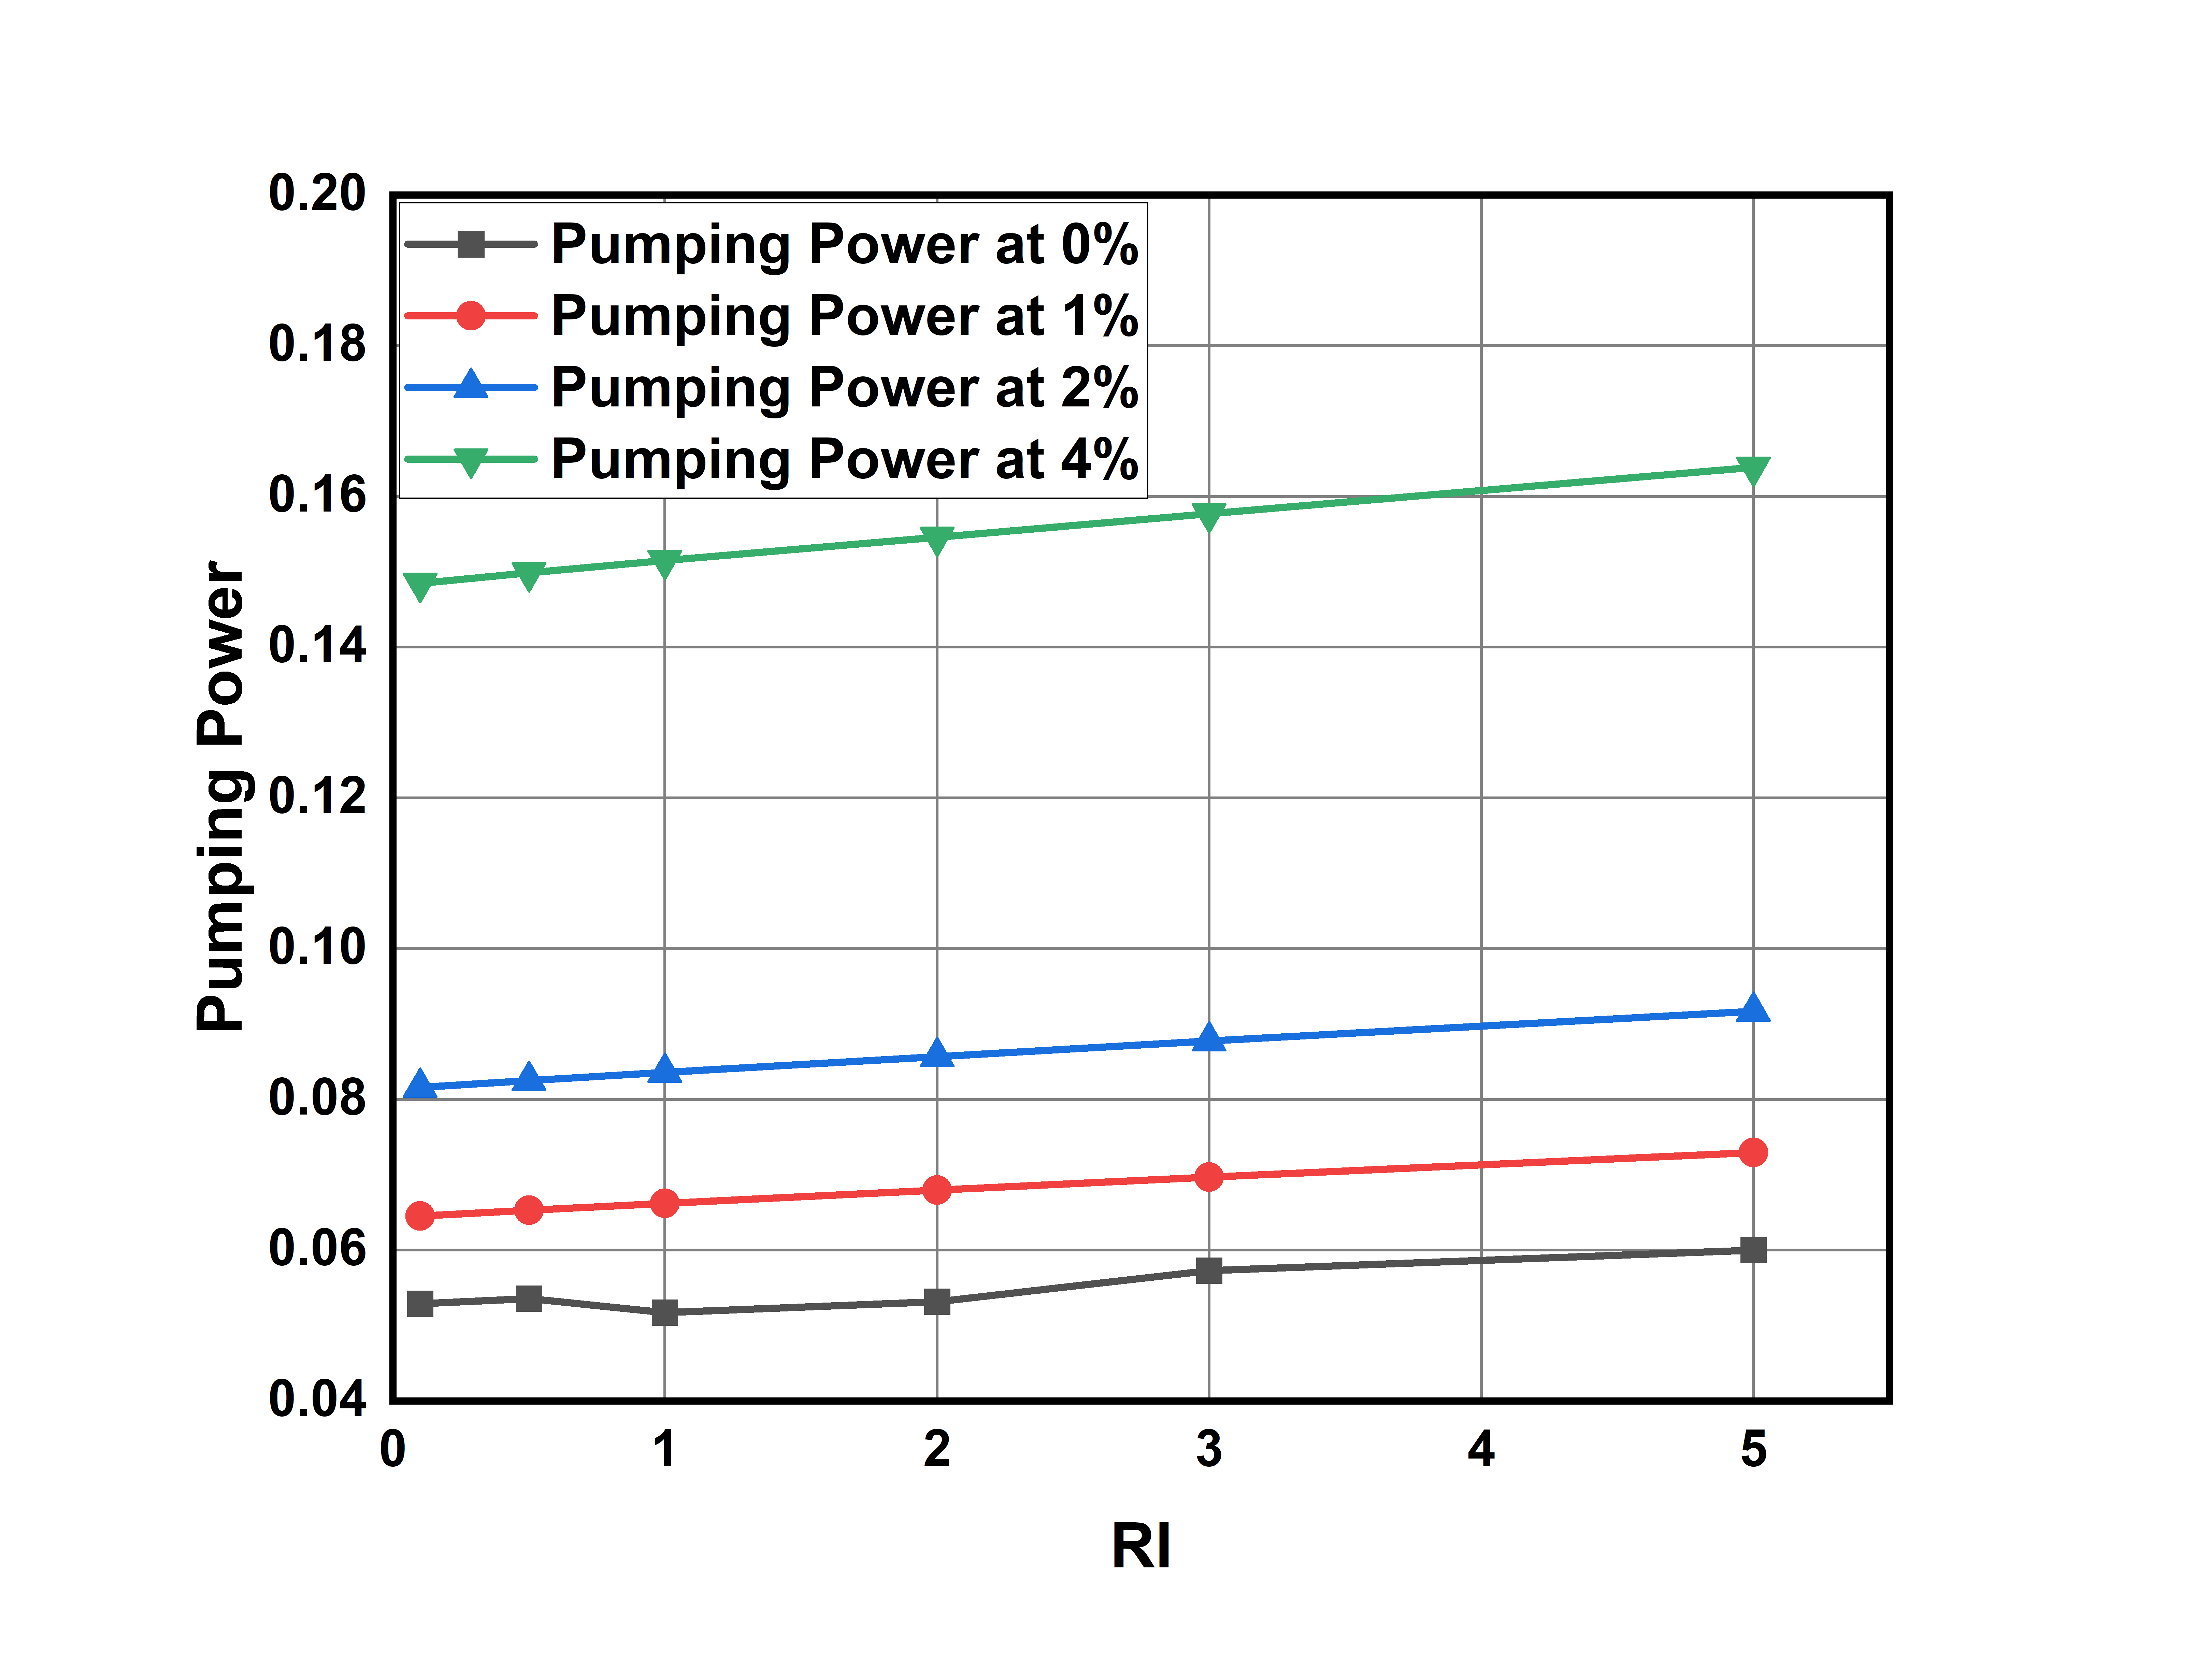 0.20
0.18
0.16
0.14
0.12
0.10
0.08
0.06
0.04
Pumping Power
Pumping Power at 0%
Pumping Power at 1%
Pumping Power at 2%
Pumping Power at 4%
0 1 2 3 4 5
RI